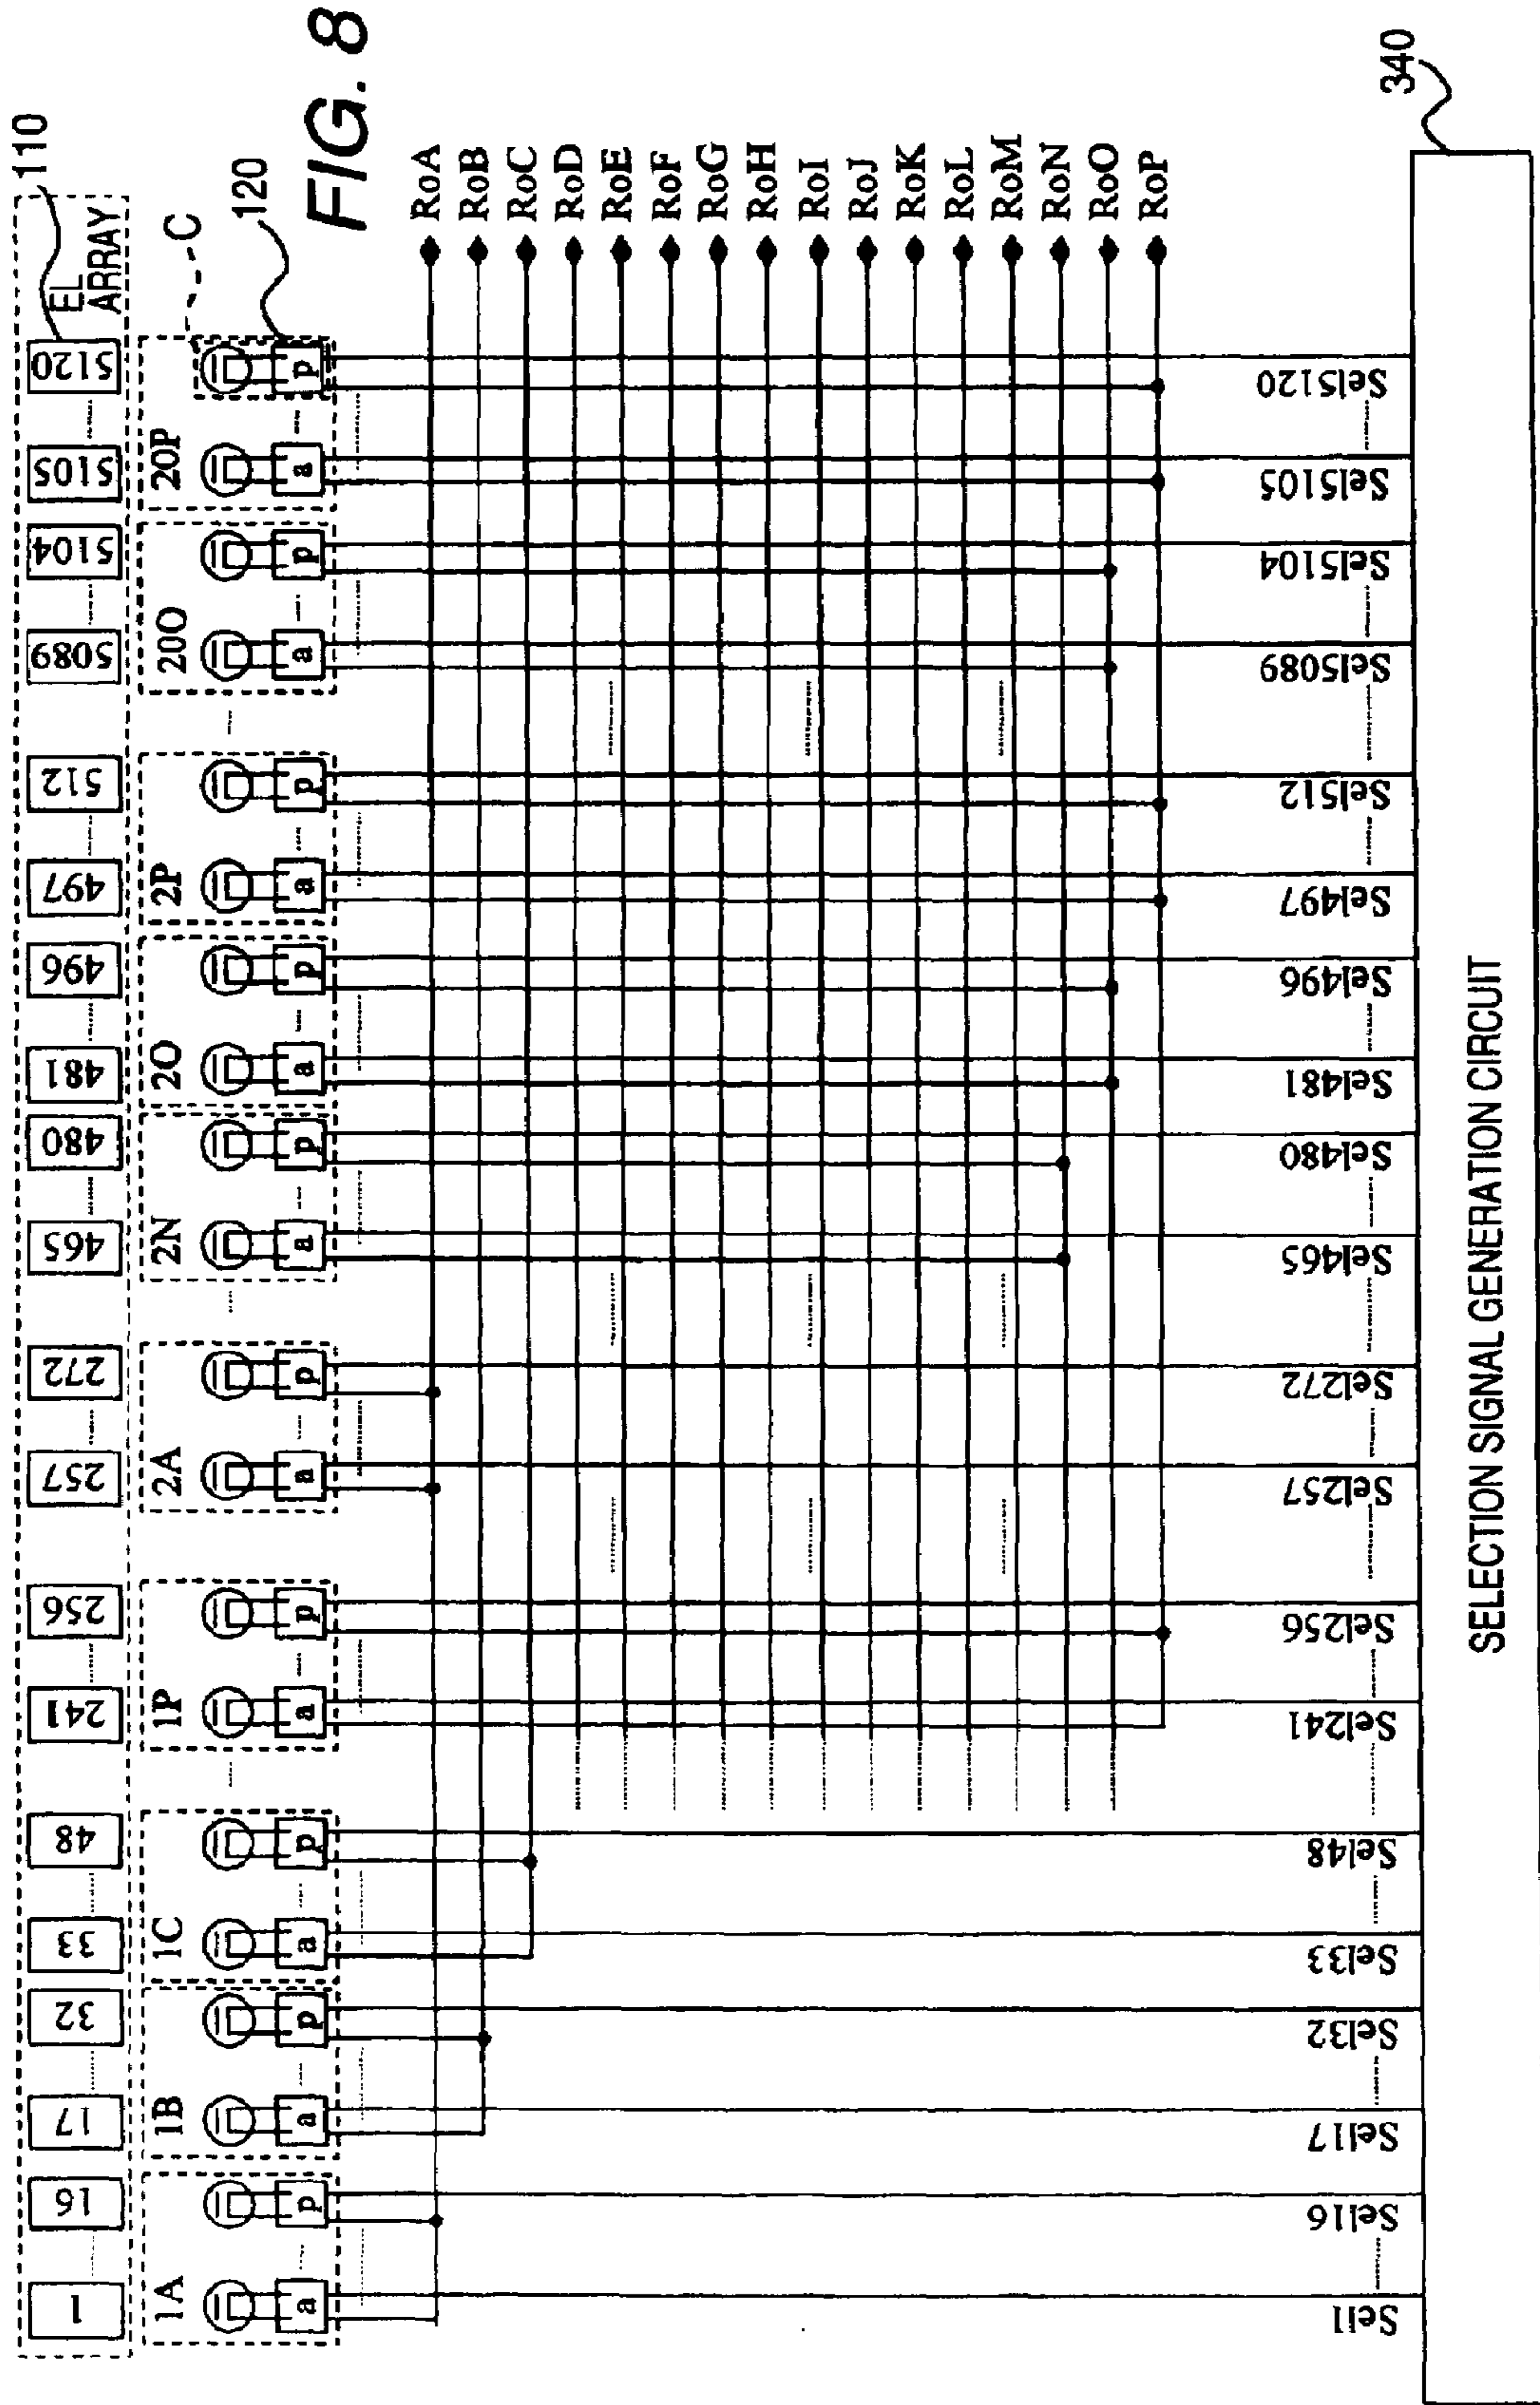 FIG. 8
110
EL
ARRAY
1 16 17 32 33 48 241 256 257 272 465 480 481 496 497 512 5089 5104 5105 5120
1A 1B 1C 1P 2A 2N 2O 2P 20O 20P
C
a p a p a p a p a p a p a p a p a p a p
120
RoA
RoB
RoC
RoD
RoE
RoF
RoG
RoH
RoI
RoJ
RoK
RoL
RoM
RoN
RoO
RoP
Sel1 Sel16 Sel17 Sel32 Sel33 Sel48 Sel241 Sel256 Sel257 Sel272 Sel465 Sel480 Sel481 Sel496 Sel497 Sel512 Sel5089 Sel5104 Sel5105 Sel5120
340
SELECTION SIGNAL GENERATION CIRCUIT